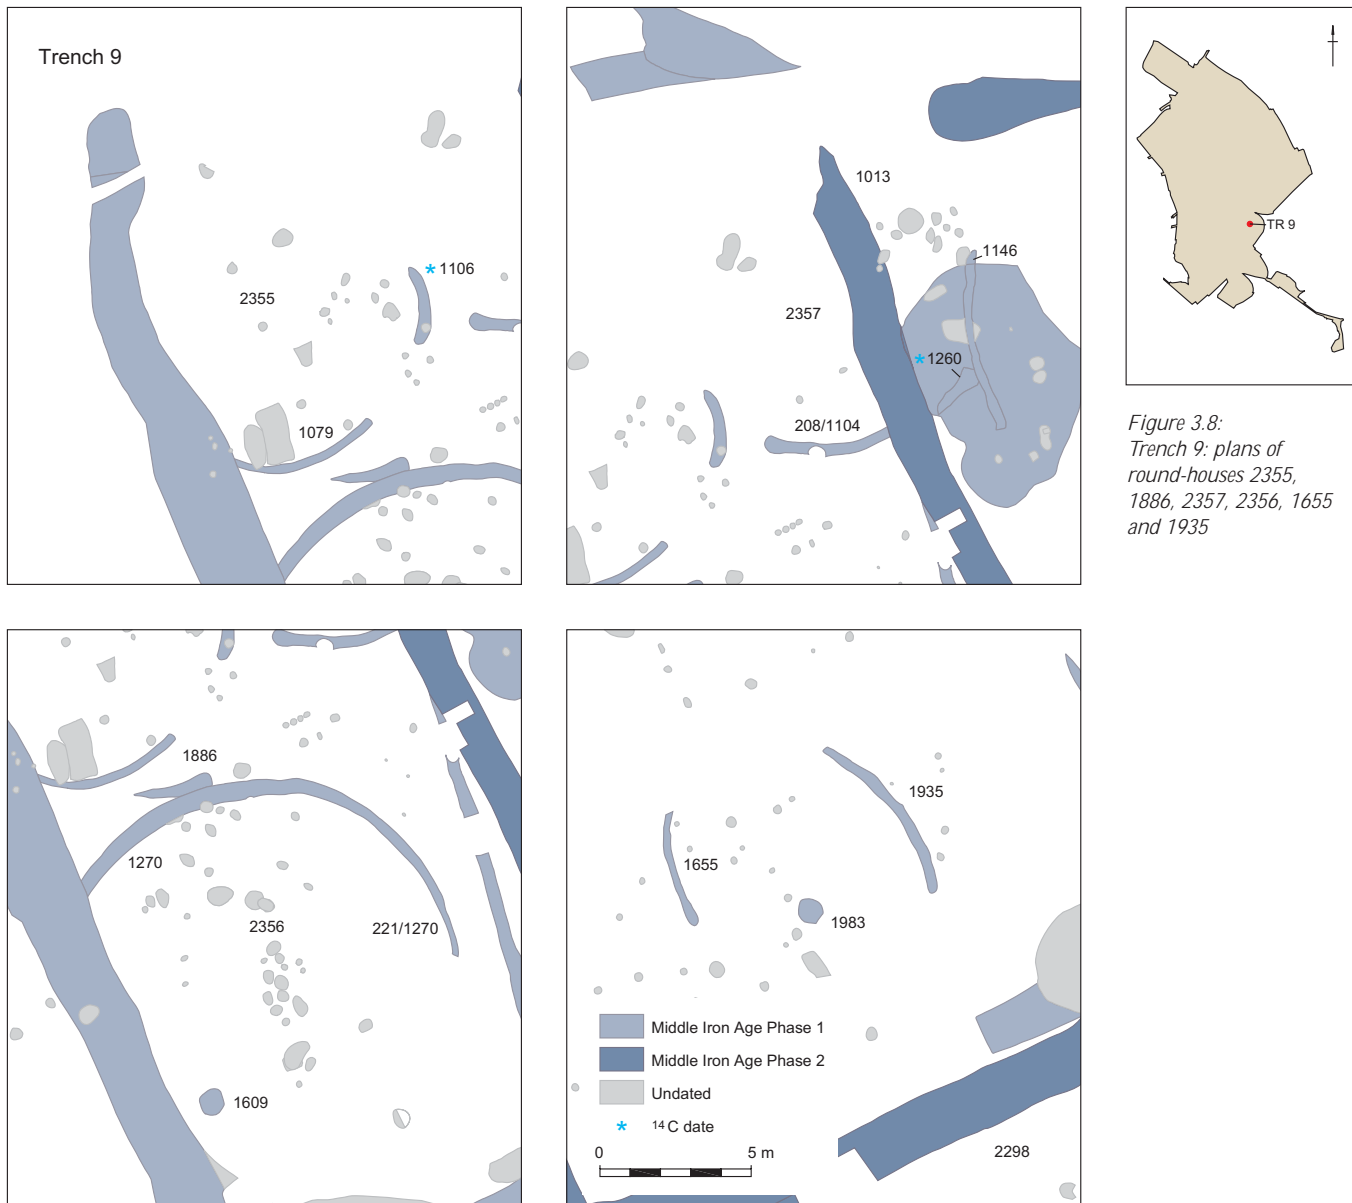 Trench 9
1106
2355
1079
1013
1146
2357
1260
208/1104
TR 9
Figure 3.8:
Trench 9: plans of
round-houses 2355,
1886, 2357, 2356, 1655
and 1935
1886
1270
2356
221/1270
1609
1935
1655
1983
Middle Iron Age Phase 1
Middle Iron Age Phase 2
Undated
* 14C date
0 5 m
2298